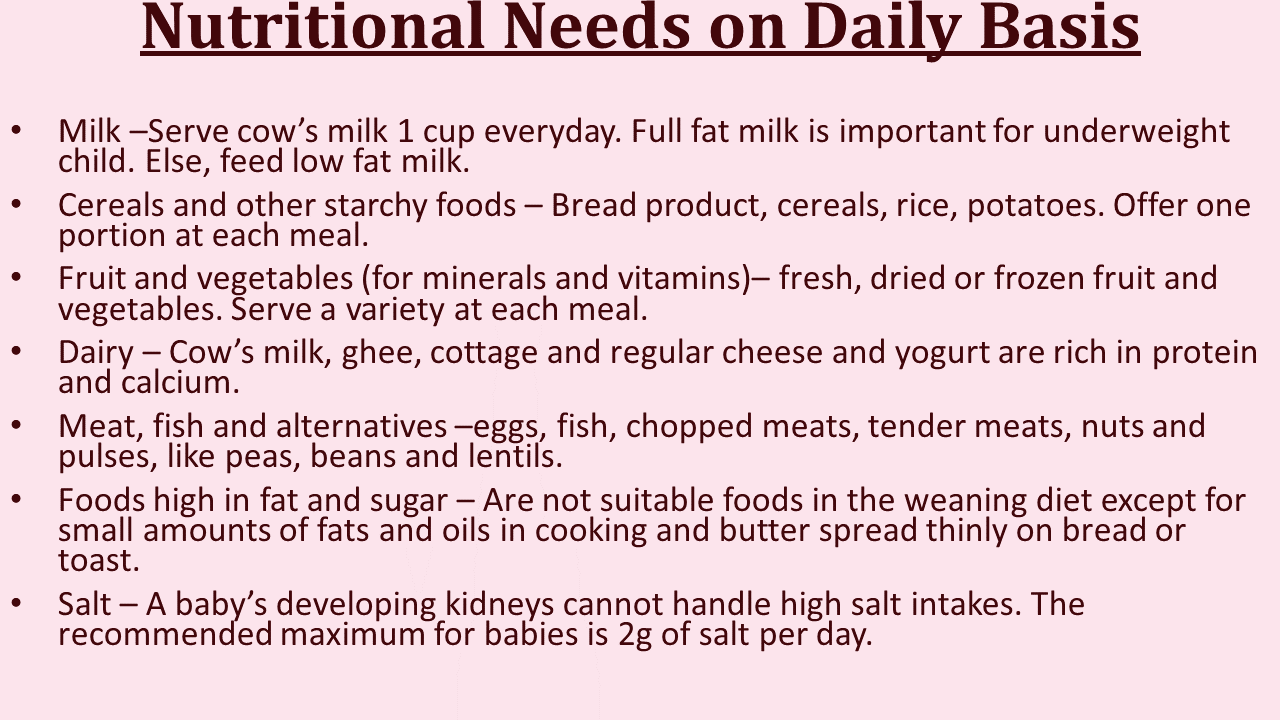 Nutritional Needs on Daily Basis
• Milk –Serve cow’s milk 1 cup everyday. Full fat milk is important for underweight
child. Else, feed low fat milk.
• Cereals and other starchy foods – Bread product, cereals, rice, potatoes. Offer one
portion at each meal.
• Fruit and vegetables (for minerals and vitamins)– fresh, dried or frozen fruit and
vegetables. Serve a variety at each meal.
• Dairy – Cow’s milk, ghee, cottage and regular cheese and yogurt are rich in protein
and calcium.
• Meat, fish and alternatives –eggs, fish, chopped meats, tender meats, nuts and
pulses, like peas, beans and lentils.
• Foods high in fat and sugar – Are not suitable foods in the weaning diet except for
small amounts of fats and oils in cooking and butter spread thinly on bread or
toast.
• Salt – A baby’s developing kidneys cannot handle high salt intakes. The
recommended maximum for babies is 2g of salt per day.